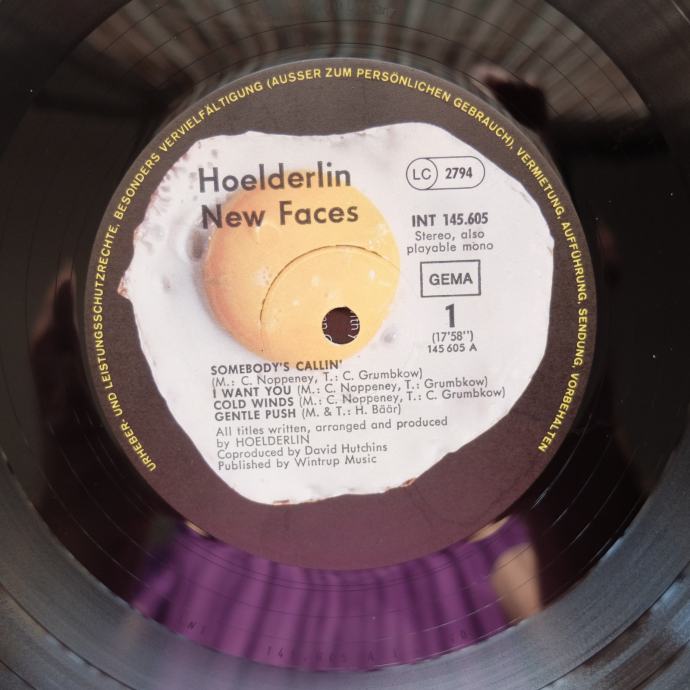 URHEBER- UND LEISTUNGSSCHUTZRECHTE, BESONDERS VERVIELFÄLTIGUNG (AUSSER ZUM PERSÖNLICHEN GEBRAUCH), VERMIETUNG, AUFFÜHRUNG, SENDUNG, VORBEHALTEN
Hoelderlin
New Faces
LC 2794
INT 145.605
Stereo, also
playable mono
GEMA
1
(17'58'')
145 605 A
SOMEBODY'S CALLIN'
(M.: C. Noppeney, T.: C. Grumbkow)
I WANT YOU (M.: C. Noppeney, T.: Grumbkow)
COLD WINDS (M.: C. Noppeney, T.: C. Grumbkow)
GENTLE PUSH (M. & T.: H. Bäär)
All titles written, arranged and produced
by HOELDERLIN
Coproduced by David Hutchins
Published by Wintrup Music